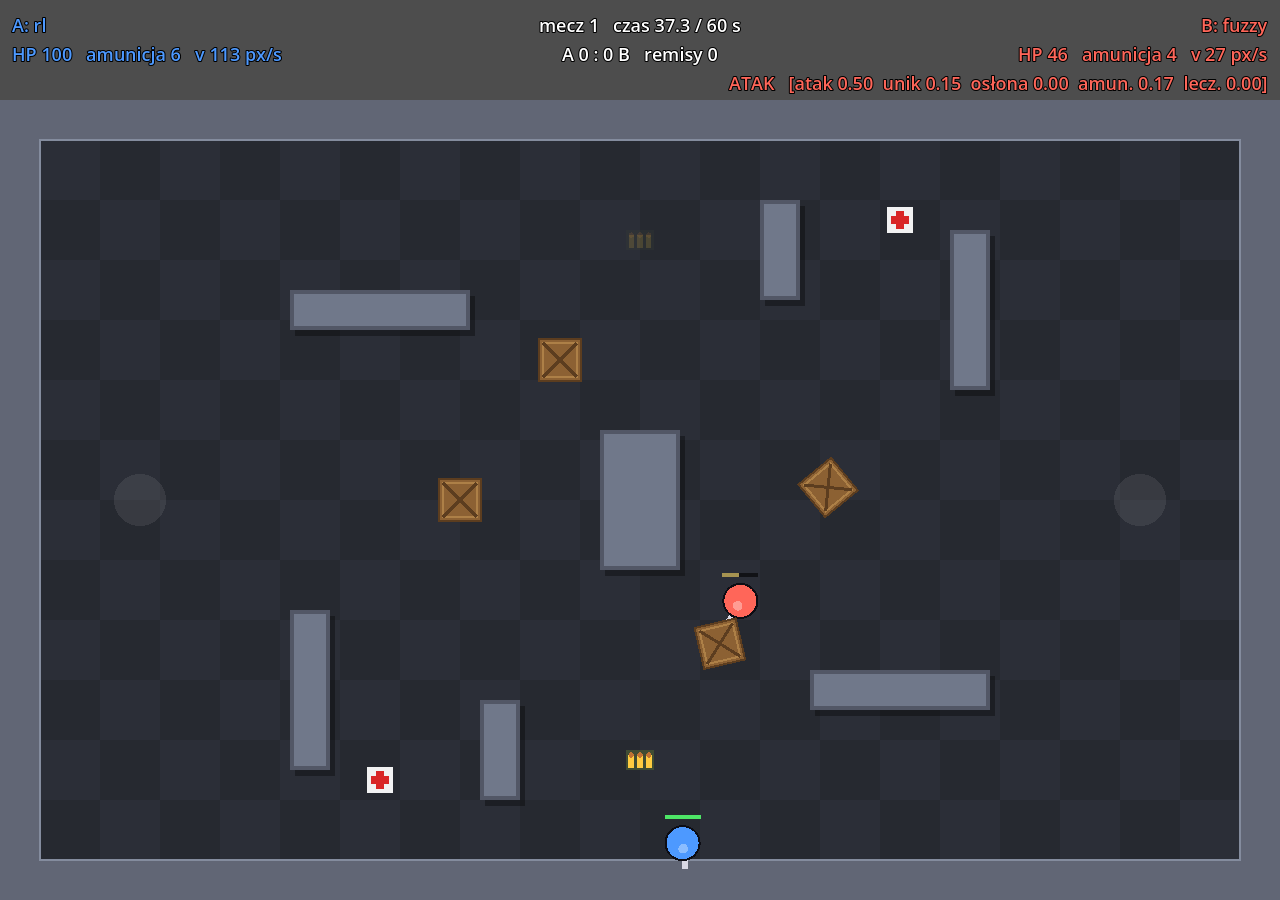 A: rl
mecz 1 czas 37.3 / 60 s
B: fuzzy
HP 100 amunicja 6 v 113 px/s
A 0 : 0 B remisy 0
HP 46 amunicja 4 v 27 px/s
ATAK [atak 0.50 unik 0.15 osłona 0.00 amun. 0.17 lecz. 0.00]